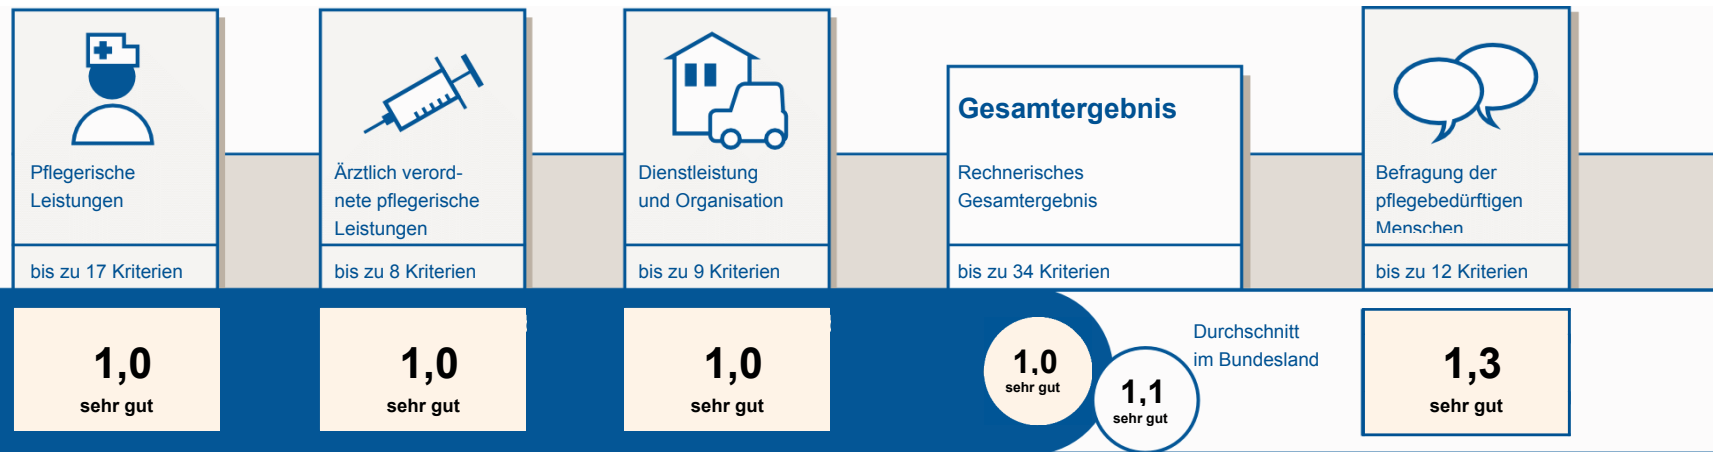 Pflegerische
Leistungen
bis zu 17 Kriterien
1,0
sehr gut
Ärztlich verord-
nete pflegerische
Leistungen
bis zu 8 Kriterien
1,0
sehr gut
Dienstleistung
und Organisation
bis zu 9 Kriterien
1,0
sehr gut
Gesamtergebnis
Rechnerisches
Gesamtergebnis
bis zu 34 Kriterien
1,0
sehr gut
1,1
sehr gut
Durchschnitt
im Bundesland
Befragung der
pflegebedürftigen
Menschen
bis zu 12 Kriterien
1,3
sehr gut